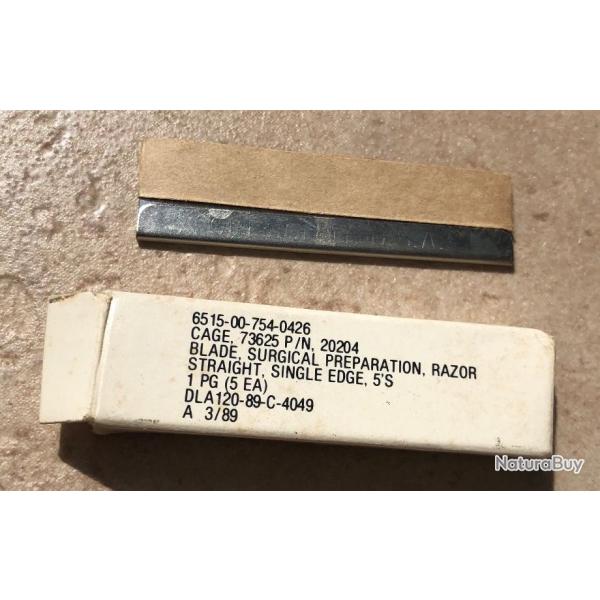 6515-00-754-0426
CAGE, 73625 P/N, 20204
BLADE, SURGICAL PREPARATION, RAZOR
STRAIGHT, SINGLE EDGE, 5'S
1 PG (5 EA)
DLA120-89-C-4049
A 3/89
NaturaBuy